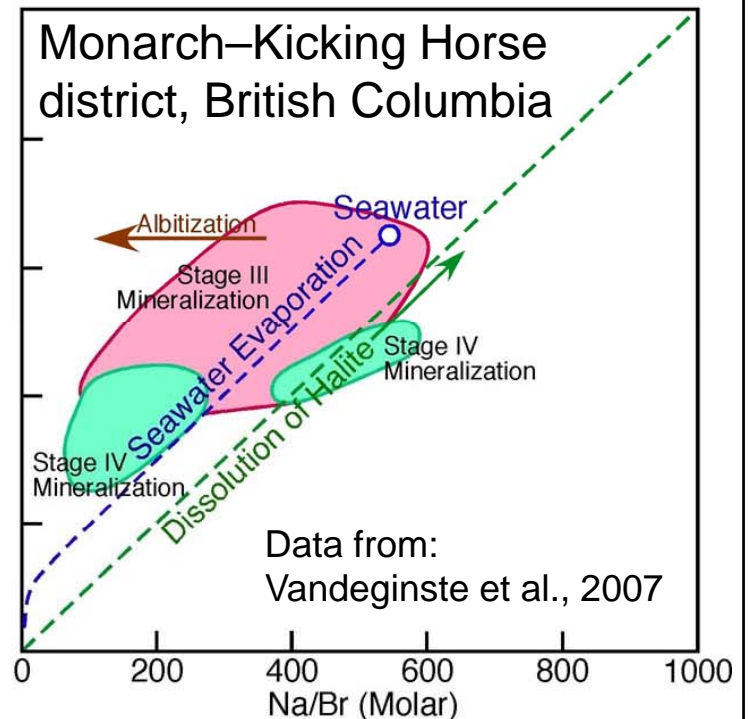 Monarch–Kicking Horse
district, British Columbia
Seawater
Albitization
Stage III
Mineralization
Seawater Evaporation
Stage IV
Mineralization
Dissolution of Halite
Stage IV
Mineralization
Data from:
Vandeginste et al., 2007
0 200 400 600 800 1000
Na/Br (Molar)